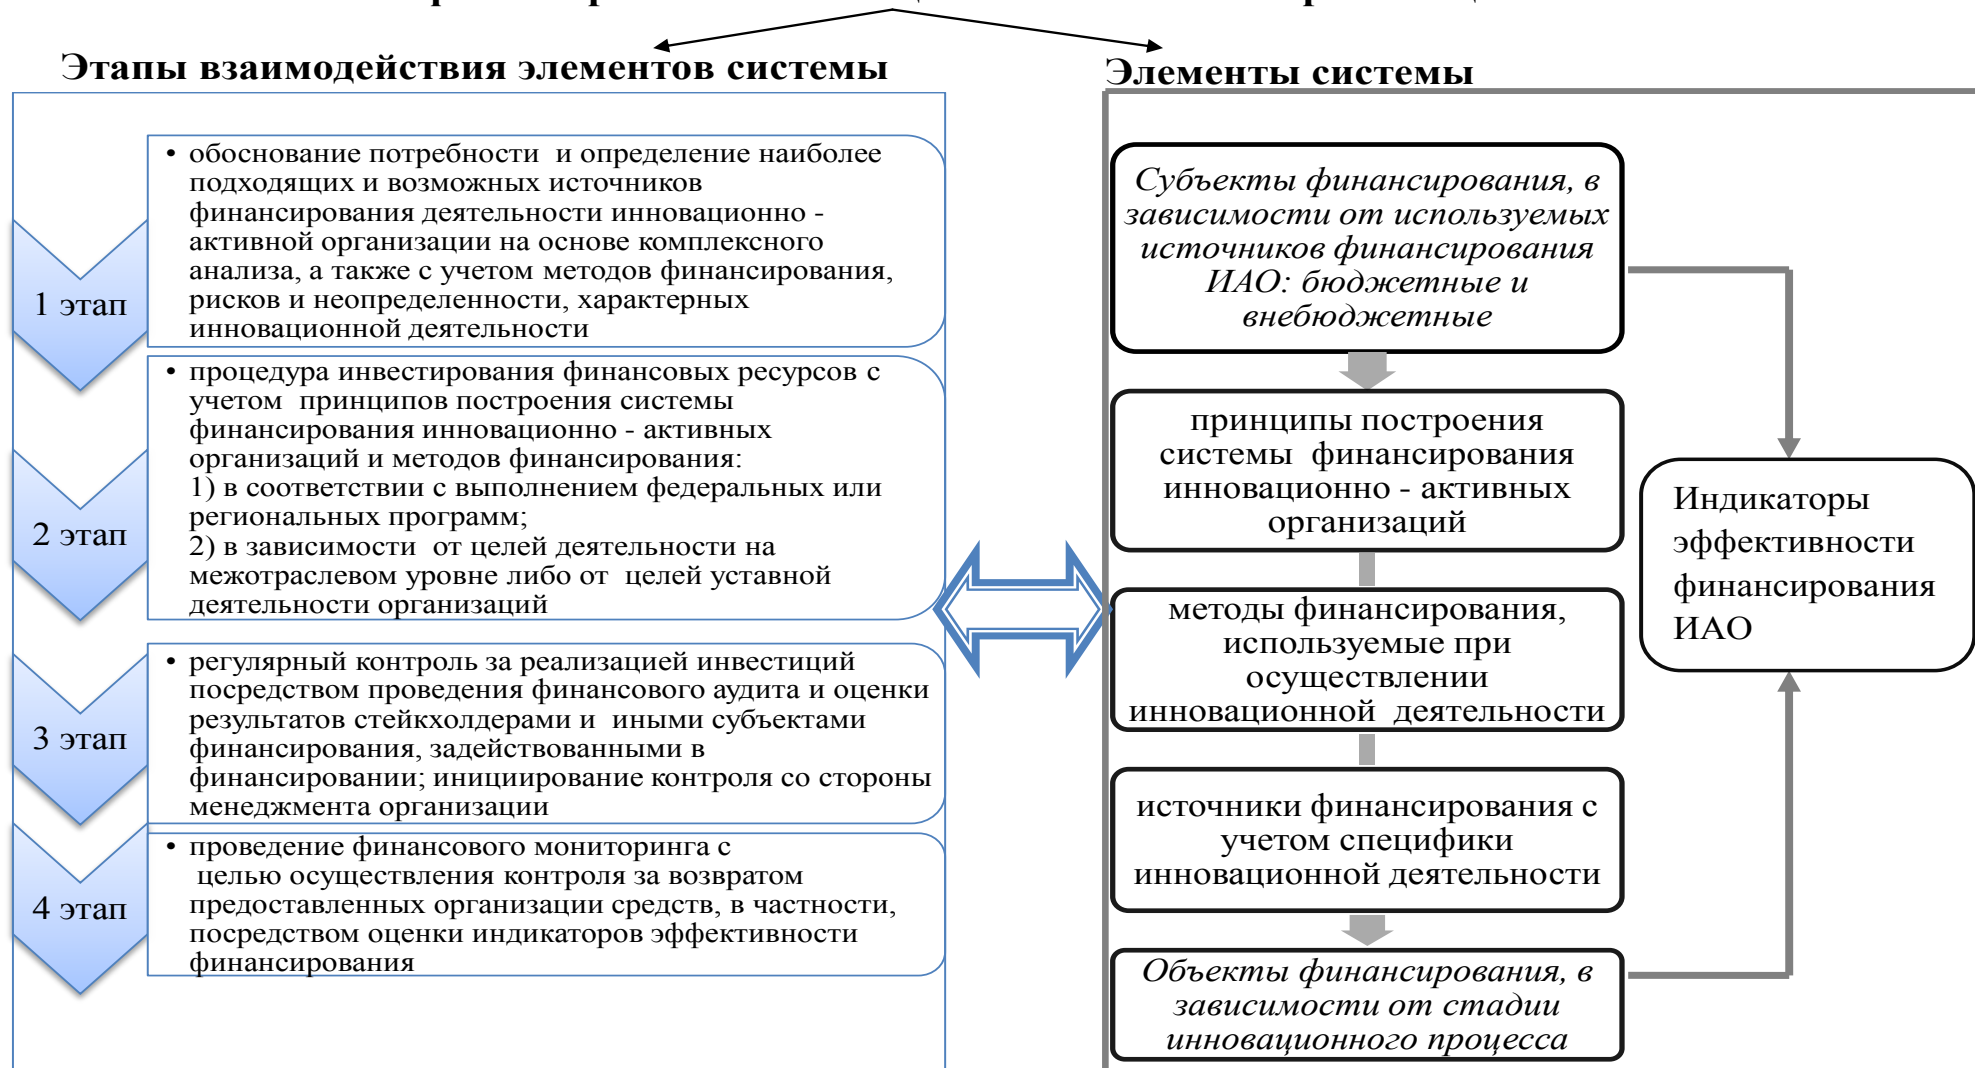 Этапы взаимодействия элементов системы
• обоснование потребности и определение наиболее
подходящих и возможных источников
финансирования деятельности инновационно -
активной организации на основе комплексного
анализа, а также с учетом методов финансирования,
рисков и неопределенности, характерных
инновационной деятельности
1 этап
• процедура инвестирования финансовых ресурсов с
учетом принципов построения системы
финансирования инновационно - активных
организаций и методов финансирования:
1) в соответствии с выполнением федеральных или
региональных программ;
2) в зависимости от целей деятельности на
межотраслевом уровне либо от целей уставной
деятельности организаций
2 этап
• регулярный контроль за реализацией инвестиций
посредством проведения финансового аудита и оценки
результатов стейкхолдерами и иными субъектами
финансирования, задействованными в
финансировании; инициирование контроля со стороны
менеджмента организации
3 этап
• проведение финансового мониторинга с
целью осуществления контроля за возвратом
предоставленных организации средств, в частности,
посредством оценки индикаторов эффективности
финансирования
4 этап
Элементы системы
Субъекты финансирования, в
зависимости от используемых
источников финансирования
ИАО: бюджетные и
внебюджетные
принципы построения
системы финансирования
инновационно - активных
организаций
методы финансирования,
используемые при
осуществлении
инновационной деятельности
источники финансирования с
учетом специфики
инновационной деятельности
Объекты финансирования, в
зависимости от стадии
инновационного процесса
Индикаторы
эффективности
финансирования
ИАО